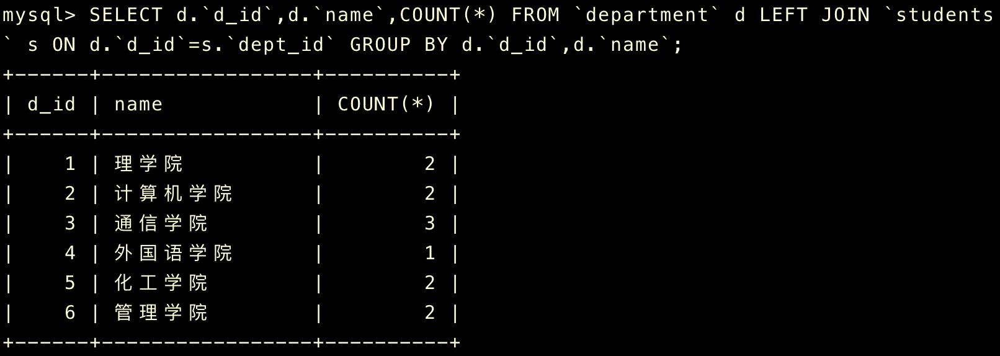 mysql> SELECT d.`d_id`,d.`name`,COUNT(*) FROM `department` d LEFT JOIN `students
` s ON d.`d_id`=s.`dept_id` GROUP BY d.`d_id`,d.`name`;
+------+-----------------+----------+
| d_id | name            | COUNT(*) |
+------+-----------------+----------+
|    1 | 理学院          |        2 |
|    2 | 计算机学院      |        2 |
|    3 | 通信学院        |        3 |
|    4 | 外国语学院      |        1 |
|    5 | 化工学院        |        2 |
|    6 | 管理学院        |        2 |
+------+-----------------+----------+